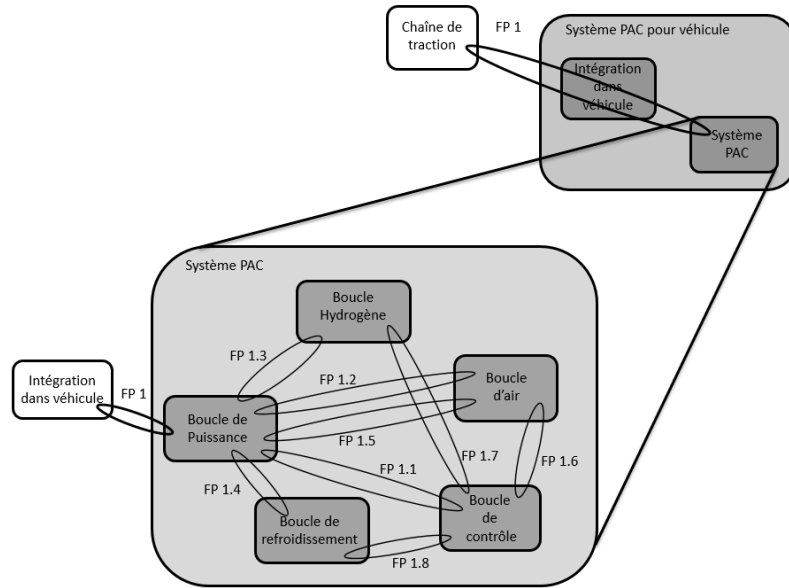 Chaîne de
traction
FP 1
Système PAC pour véhicule
Intégration
dans
véhicule
Système
PAC
Système PAC
Boucle
Hydrogène
FP 1.3
Intégration
dans véhicule
FP 1
FP 1.2
Boucle
d'air
Boucle de
Puissance
FP 1.5
FP 1.7
FP 1.6
FP 1.1
FP 1.4
Boucle de
refroidissement
Boucle
de
contrôle
FP 1.8